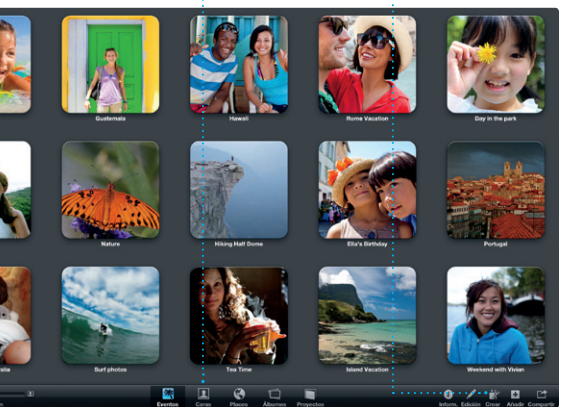 Guatemala
Hawaii
Rome Vacation
Day in the park
Nature
Hiking Half Dome
Ella's Birthday
Portugal
Surf photos
Tea Time
Island Vacation
Weekend with Vivian
Eventos Caras Places Álbumes Proyectos Inform. Edición Crear Añadir Compartir